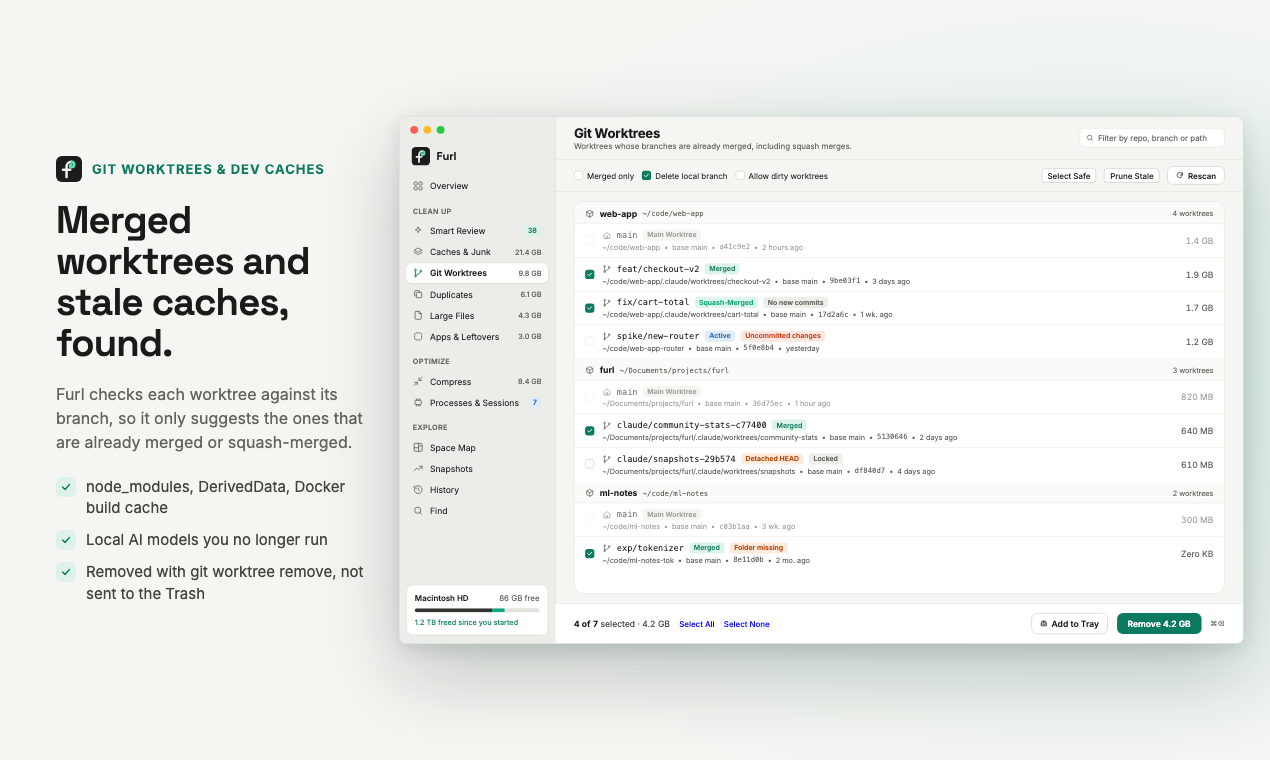 GIT WORKTREES & DEV CACHES
Merged
worktrees and
stale caches,
found.
Furl checks each worktree against its
branch, so it only suggests the ones that
are already merged or squash-merged.
node_modules, DerivedData, Docker
build cache
Local AI models you no longer run
Removed with git worktree remove, not
sent to the Trash
Furl
Overview
CLEAN UP
Smart Review 38
Caches & Junk 21.4 GB
Git Worktrees 9.8 GB
Duplicates 6.1 GB
Large Files 4.3 GB
Apps & Leftovers 3.0 GB
OPTIMIZE
Compress 8.4 GB
Processes & Sessions 7
EXPLORE
Space Map
Snapshots
History
Find
Macintosh HD 86 GB free
1.2 TB freed since you started
Git Worktrees
Worktrees whose branches are already merged, including squash merges.
Filter by repo, branch or path
Merged only Delete local branch Allow dirty worktrees Select Safe Prune Stale Rescan
web-app ~/code/web-app 4 worktrees
main Main Worktree 1.4 GB
~/code/web-app • base main • a41c9e2 • 2 hours ago
feat/checkout-v2 Merged 1.9 GB
~/code/web-app/.claude/worktrees/checkout-v2 • base main • 9be03f1 • 3 days ago
fix/cart-total Squash-Merged No new commits 1.7 GB
~/code/web-app/.claude/worktrees/cart-total • base main • 17d2a6c • 1 wk. ago
spike/new-router Active Uncommitted changes 1.2 GB
~/code/web-app-router • base main • 5f0e8b4 • yesterday
furl ~/Documents/projects/furl 3 worktrees
main Main Worktree 820 MB
~/Documents/projects/furl • base main • 36d75ec • 1 hour ago
claude/community-stats-c77400 Merged 640 MB
~/Documents/projects/furl/.claude/worktrees/community-stats • base main • 5130646 • 2 days ago
claude/snapshots-29b574 Detached HEAD Locked 610 MB
~/Documents/projects/furl/.claude/worktrees/snapshots • base main • df840d7 • 4 days ago
ml-notes ~/code/ml-notes 2 worktrees
main Main Worktree 300 MB
~/code/ml-notes • base main • c03b1aa • 3 wk. ago
exp/tokenizer Merged Folder missing Zero KB
~/code/ml-notes-tok • base main • 8e11d0b • 2 mo. ago
4 of 7 selected · 4.2 GB Select All Select None Add to Tray Remove 4.2 GB ⌘⌫